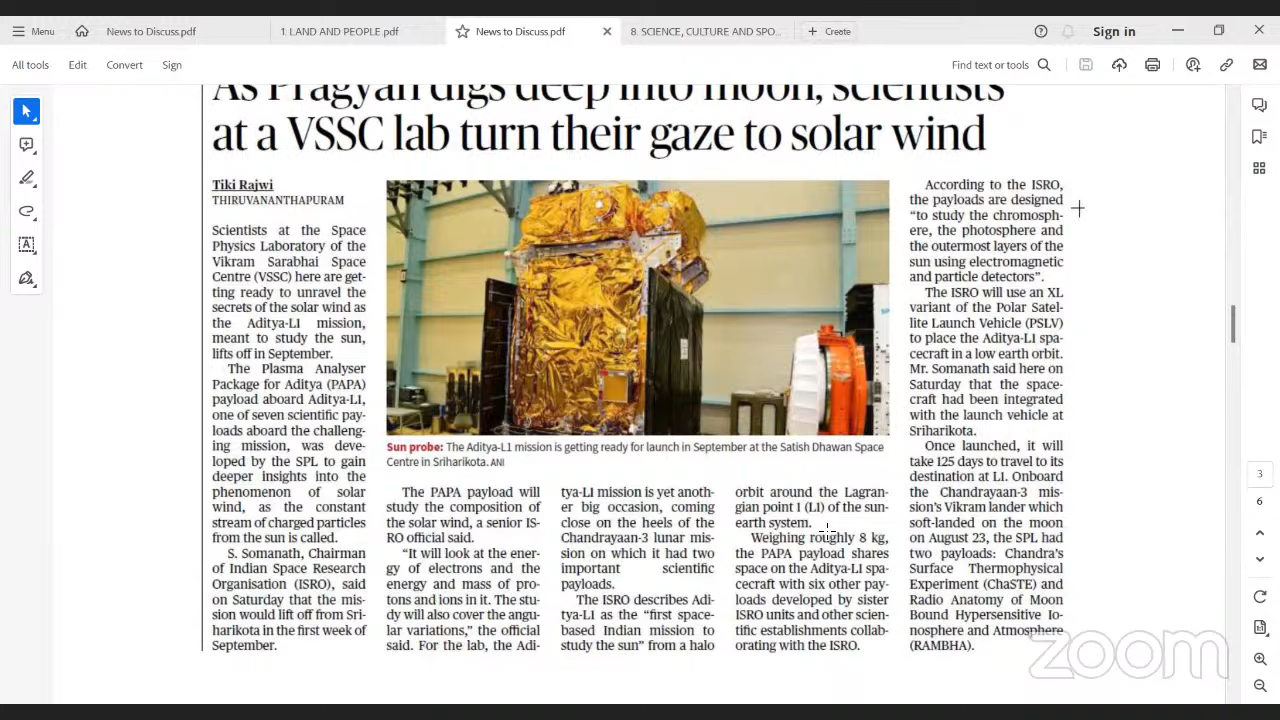 Menu
News to Discuss.pdf
1. LAND AND PEOPLE.pdf
News to Discuss.pdf
8. SCIENCE, CULTURE AND SPO...
Create
Sign in
All tools
Edit
Convert
Sign
Find text or tools
As Pragyan digs deep into moon, scientists
at a VSSC lab turn their gaze to solar wind
Tiki Rajwi
THIRUVANANTHAPURAM
Scientists at the Space
Physics Laboratory of the
Vikram Sarabhai Space
Centre (VSSC) here are get-
ting ready to unravel the
secrets of the solar wind as
the Aditya-L1 mission,
meant to study the sun,
lifts off in September.
The Plasma Analyser
Package for Aditya (PAPA)
payload aboard Aditya-L1,
one of seven scientific pay-
loads aboard the challeng-
ing mission, was deve-
loped by the SPL to gain
deeper insights into the
phenomenon of solar
wind, as the constant
stream of charged particles
from the sun is called.
S. Somanath, Chairman
of Indian Space Research
Organisation (ISRO), said
on Saturday that the mis-
sion would lift off from Sri-
harikota in the first week of
September.
Sun probe: The Aditya-L1 mission is getting ready for launch in September at the Satish Dhawan Space
Centre in Sriharikota. ANI
The PAPA payload will
study the composition of
the solar wind, a senior IS-
RO official said.
“It will look at the ener-
gy of electrons and the
energy and mass of pro-
tons and ions in it. The stu-
dy will also cover the angu-
lar variations,” the official
said. For the lab, the Adi-
tya-L1 mission is yet anoth-
er big occasion, coming
close on the heels of the
Chandrayaan-3 lunar mis-
sion on which it had two
important scientific
payloads.
The ISRO describes Adi-
tya-L1 as the “first space-
based Indian mission to
study the sun” from a halo
orbit around the Lagran-
gian point 1 (L1) of the sun-
earth system.
Weighing roughly 8 kg,
the PAPA payload shares
space on the Aditya-L1 spa-
cecraft with six other pay-
loads developed by sister
ISRO units and other scien-
tific establishments collab-
orating with the ISRO.
According to the ISRO,
the payloads are designed
“to study the chromosph-
ere, the photosphere and
the outermost layers of the
sun using electromagnetic
and particle detectors”.
The ISRO will use an XL
variant of the Polar Satel-
lite Launch Vehicle (PSLV)
to place the Aditya-L1 spa-
cecraft in a low earth orbit.
Mr. Somanath said here on
Saturday that the space-
craft had been integrated
with the launch vehicle at
Sriharikota.
Once launched, it will
take 125 days to travel to its
destination at L1. Onboard
the Chandrayaan-3 mis-
sion's Vikram lander which
soft-landed on the moon
on August 23, the SPL had
two payloads: Chandra's
Surface Thermophysical
Experiment (ChaSTE) and
Radio Anatomy of Moon
Bound Hypersensitive Io-
nosphere and Atmosphere
(RAMBHA).
3
6
zoom